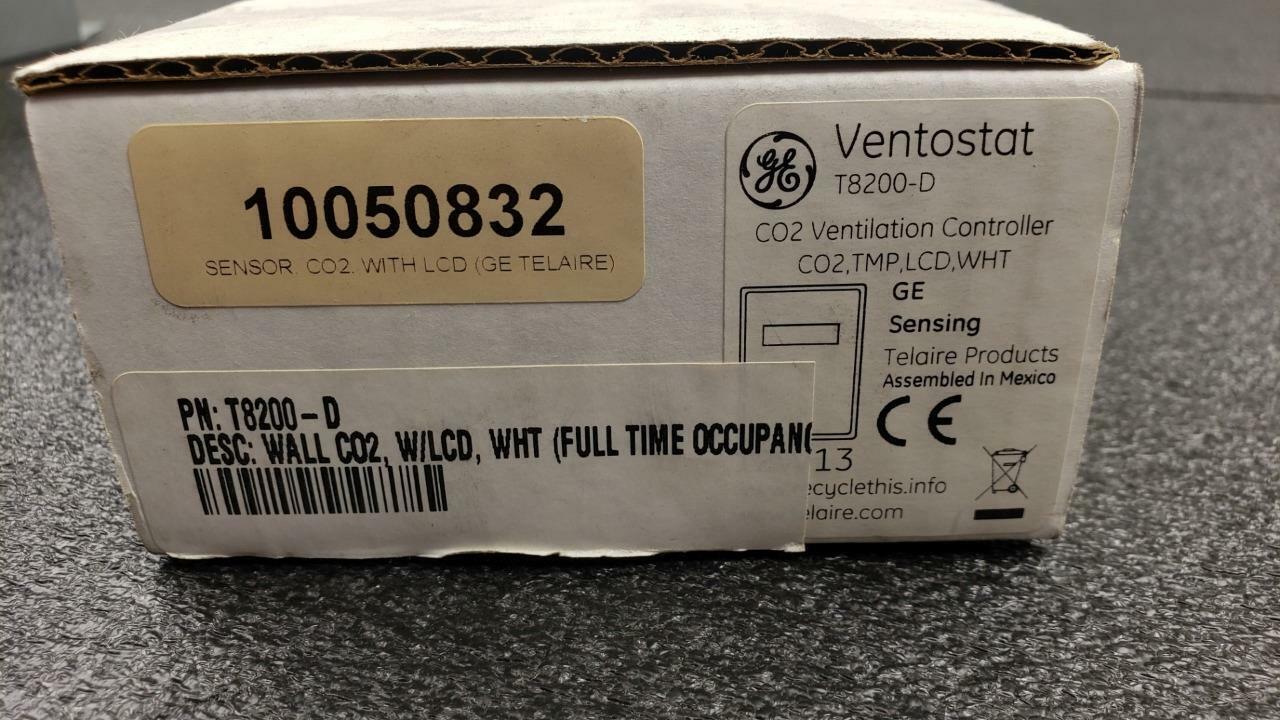 10050832
SENSOR, CO2, WITH LCD (GE TELAIRE)
GE
Ventostat
T8200-D
CO2 Ventilation Controller
CO2,TMP,LCD,WHT
GE
Sensing
Telaire Products
Assembled In Mexico
CE
13
ecyclethis.info
elaire.com
PN: T8200-D
DESC: WALL CO2, W/LCD, WHT (FULL TIME OCCUPAN